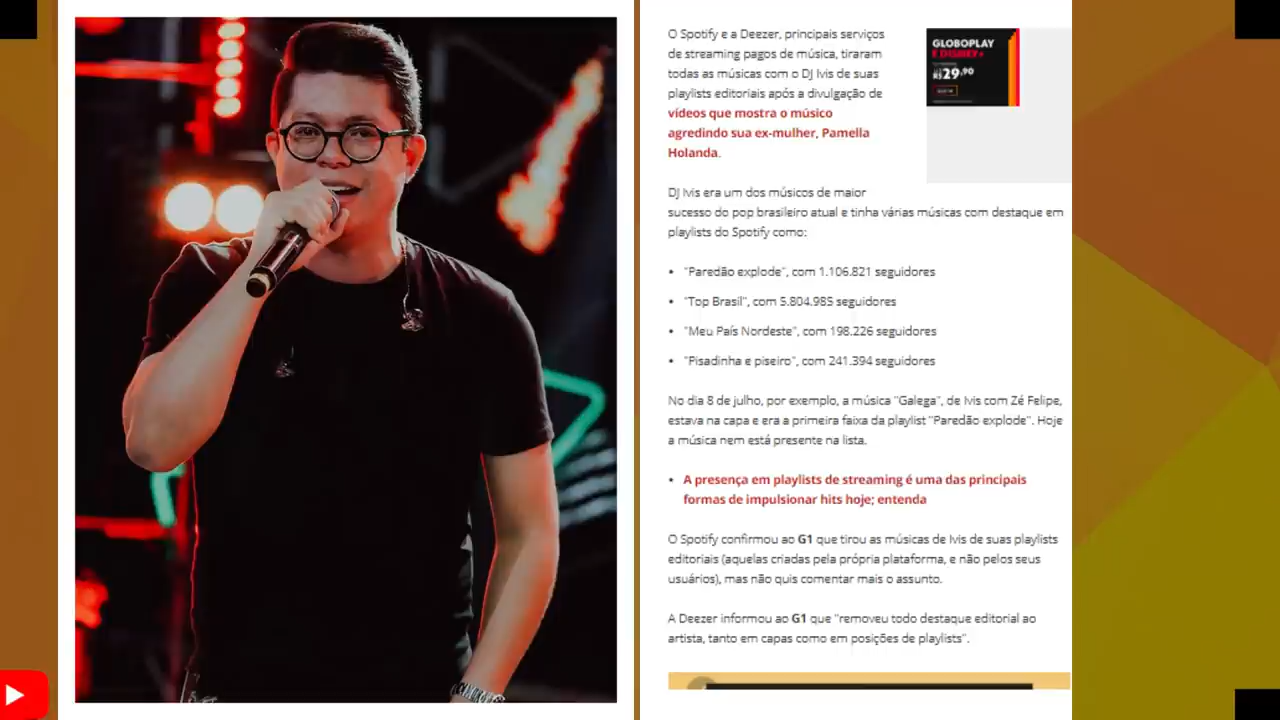 O Spotify e a Deezer, principais serviços
de streaming pagos de música, tiraram
todas as músicas com o DJ Ivis de suas
playlists editoriais após a divulgação de
vídeos que mostra o músico
agredindo sua ex-mulher, Pamella
Holanda.
GLOBOPLAY
E DISNEY+
R$29,90
DJ Ivis era um dos músicos de maior
sucesso do pop brasileiro atual e tinha várias músicas com destaque em
playlists do Spotify como:
• "Paredão explode", com 1.106.821 seguidores
• "Top Brasil", com 5.804.985 seguidores
• "Meu País Nordeste", com 198.226 seguidores
• "Pisadinha e piseiro", com 241.394 seguidores
No dia 8 de julho, por exemplo, a música "Galega", de Ivis com Zé Felipe,
estava na capa e era a primeira faixa da playlist "Paredão explode". Hoje
a música nem está presente na lista.
• A presença em playlists de streaming é uma das principais
formas de impulsionar hits hoje; entenda
O Spotify confirmou ao G1 que tirou as músicas de Ivis de suas playlists
editoriais (aquelas criadas pela própria plataforma, e não pelos seus
usuários), mas não quis comentar mais o assunto.
A Deezer informou ao G1 que "removeu todo destaque editorial ao
artista, tanto em capas como em posições de playlists".